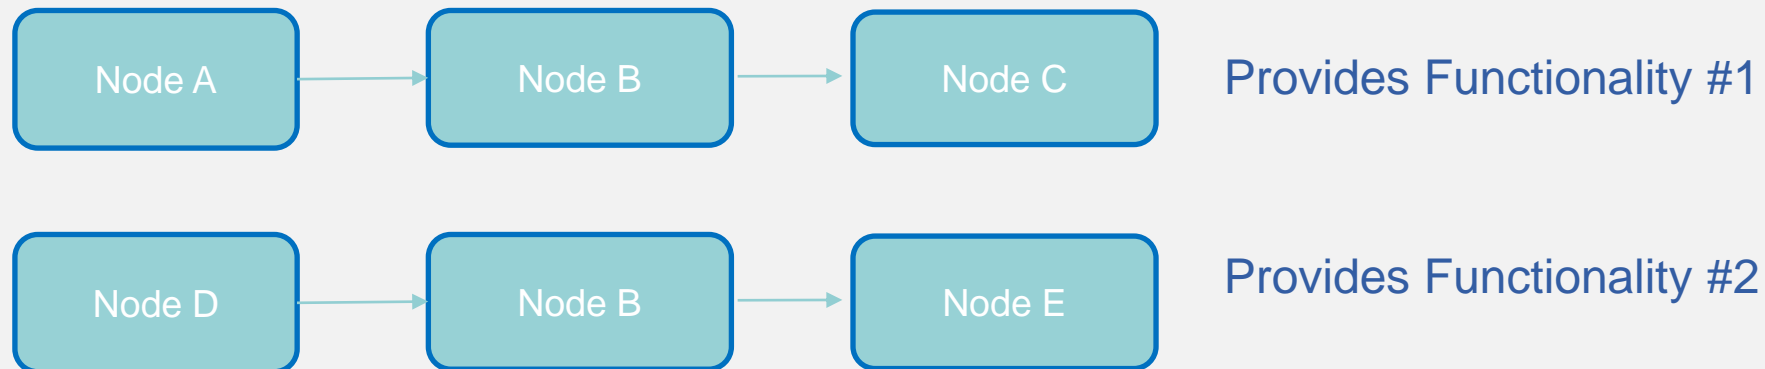 Node A
Node B
Node C
Provides Functionality #1
Node D
Node B
Node E
Provides Functionality #2